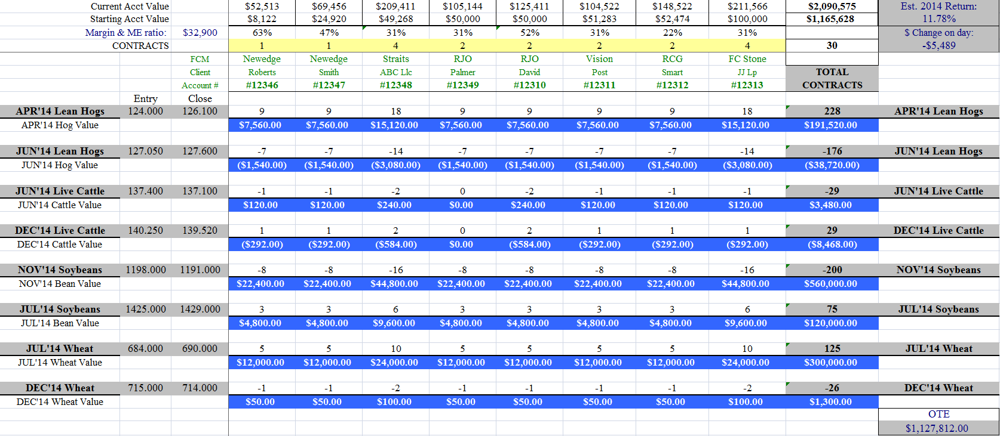 Current Acct Value $52,513 $69,456 $209,411 $105,144 $125,411 $104,522 $148,522 $211,566 $2,090,575 Est. 2014 Return:
Starting Acct Value $8,122 $24,920 $49,268 $50,000 $50,000 $51,283 $52,474 $100,000 $1,165,628 11.78%
Margin & ME ratio: $32,900 63% 47% 31% 31% 52% 31% 22% 31% $ Change on day:
CONTRACTS 1 1 4 2 2 2 2 4 30 -$5,489
FCM Newedge Newedge Straits RJO RJO Vision RCG FC Stone
Client Roberts Smith ABC Llc Palmer David Post Smart JJ Lp TOTAL
Account # #12346 #12347 #12348 #12349 #12310 #12311 #12312 #12313 CONTRACTS
Entry Close
APR'14 Lean Hogs 124.000 126.100 9 9 18 9 9 9 9 18 228 APR'14 Lean Hogs
APR'14 Hog Value $7,560.00 $7,560.00 $15,120.00 $7,560.00 $7,560.00 $7,560.00 $7,560.00 $15,120.00 $191,520.00
JUN'14 Lean Hogs 127.050 127.600 -7 -7 -14 -7 -7 -7 -7 -14 -176 JUN'14 Lean Hogs
JUN'14 Hog Value ($1,540.00) ($1,540.00) ($3,080.00) ($1,540.00) ($1,540.00) ($1,540.00) ($1,540.00) ($3,080.00) ($38,720.00)
JUN'14 Live Cattle 137.400 137.100 -1 -1 -2 0 -2 -1 -1 -1 -29 JUN'14 Live Cattle
JUN'14 Cattle Value $120.00 $120.00 $240.00 $0.00 $240.00 $120.00 $120.00 $120.00 $3,480.00
DEC'14 Live Cattle 140.250 139.520 1 1 2 0 2 1 1 1 29 DEC'14 Live Cattle
DEC'14 Cattle Value ($292.00) ($292.00) ($584.00) $0.00 ($584.00) ($292.00) ($292.00) ($292.00) ($8,468.00)
NOV'14 Soybeans 1198.000 1191.000 -8 -8 -16 -8 -8 -8 -8 -16 -200 NOV'14 Soybeans
NOV'14 Bean Value $22,400.00 $22,400.00 $44,800.00 $22,400.00 $22,400.00 $22,400.00 $22,400.00 $44,800.00 $560,000.00
JUL'14 Soybeans 1425.000 1429.000 3 3 6 3 3 3 3 6 75 JUL'14 Soybeans
JUL'14 Bean Value $4,800.00 $4,800.00 $9,600.00 $4,800.00 $4,800.00 $4,800.00 $4,800.00 $9,600.00 $120,000.00
JUL'14 Wheat 684.000 690.000 5 5 10 5 5 5 5 10 125 JUL'14 Wheat
JUL'14 Wheat Value $12,000.00 $12,000.00 $24,000.00 $12,000.00 $12,000.00 $12,000.00 $12,000.00 $24,000.00 $300,000.00
DEC'14 Wheat 715.000 714.000 -1 -1 -2 -1 -1 -1 -1 -2 -26 DEC'14 Wheat
DEC'14 Wheat Value $50.00 $50.00 $100.00 $50.00 $50.00 $50.00 $50.00 $100.00 $1,300.00
OTE
$1,127,812.00